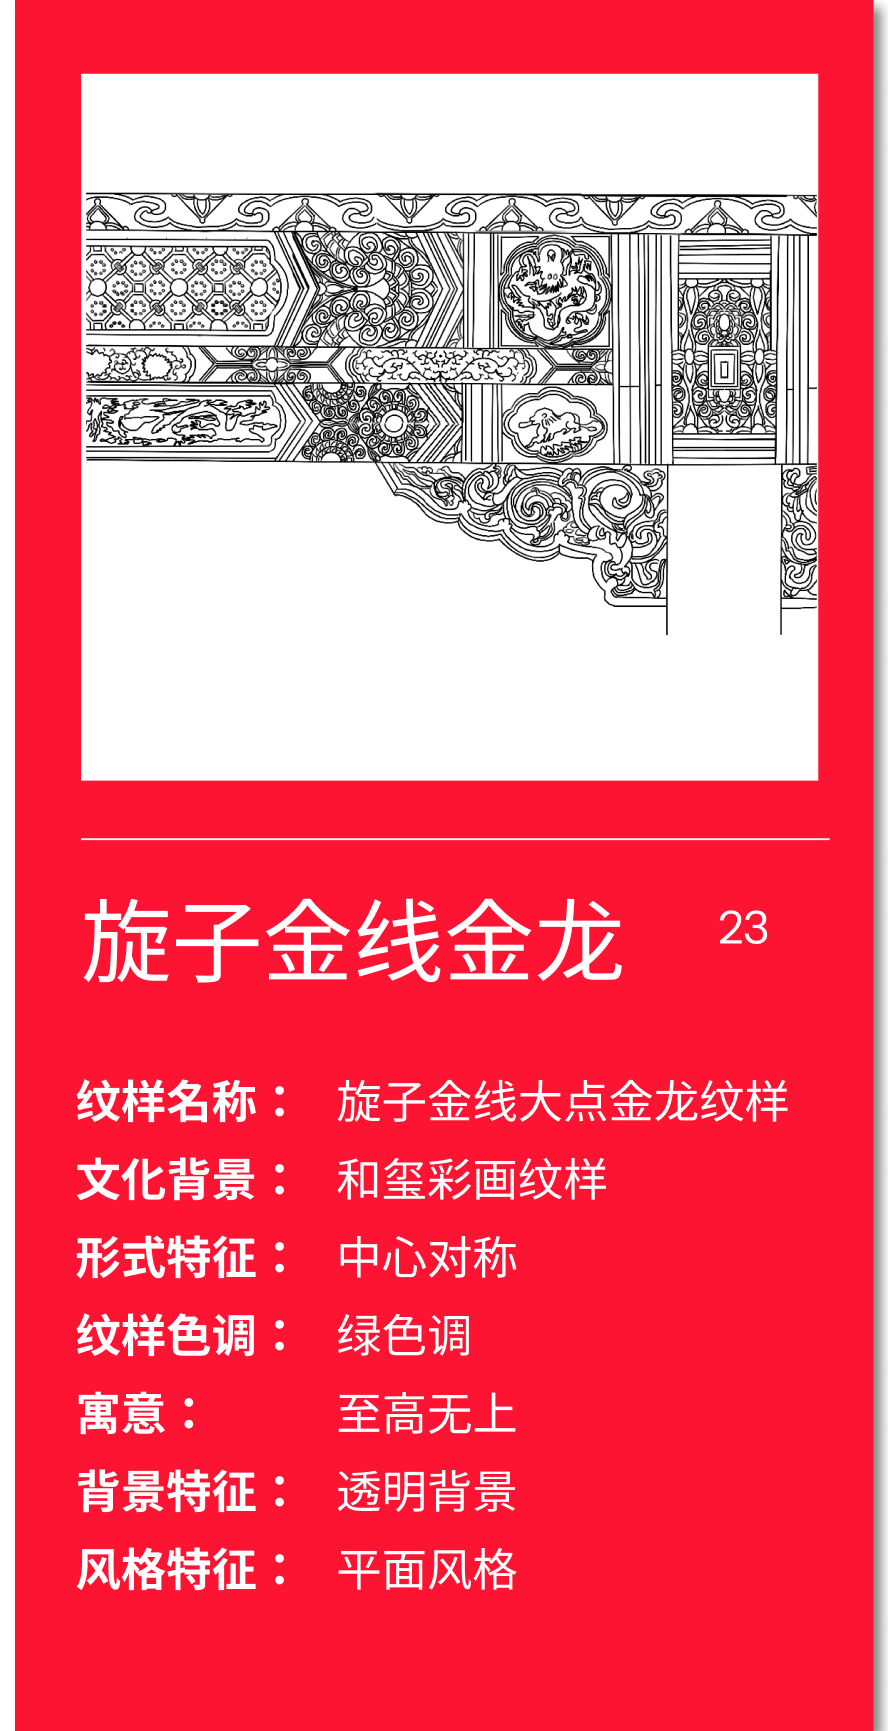 旋子金线金龙 23
纹样名称： 旋子金线大点金龙纹样
文化背景： 和玺彩画纹样
形式特征： 中心对称
纹样色调： 绿色调
寓意： 至高无上
背景特征： 透明背景
风格特征： 平面风格